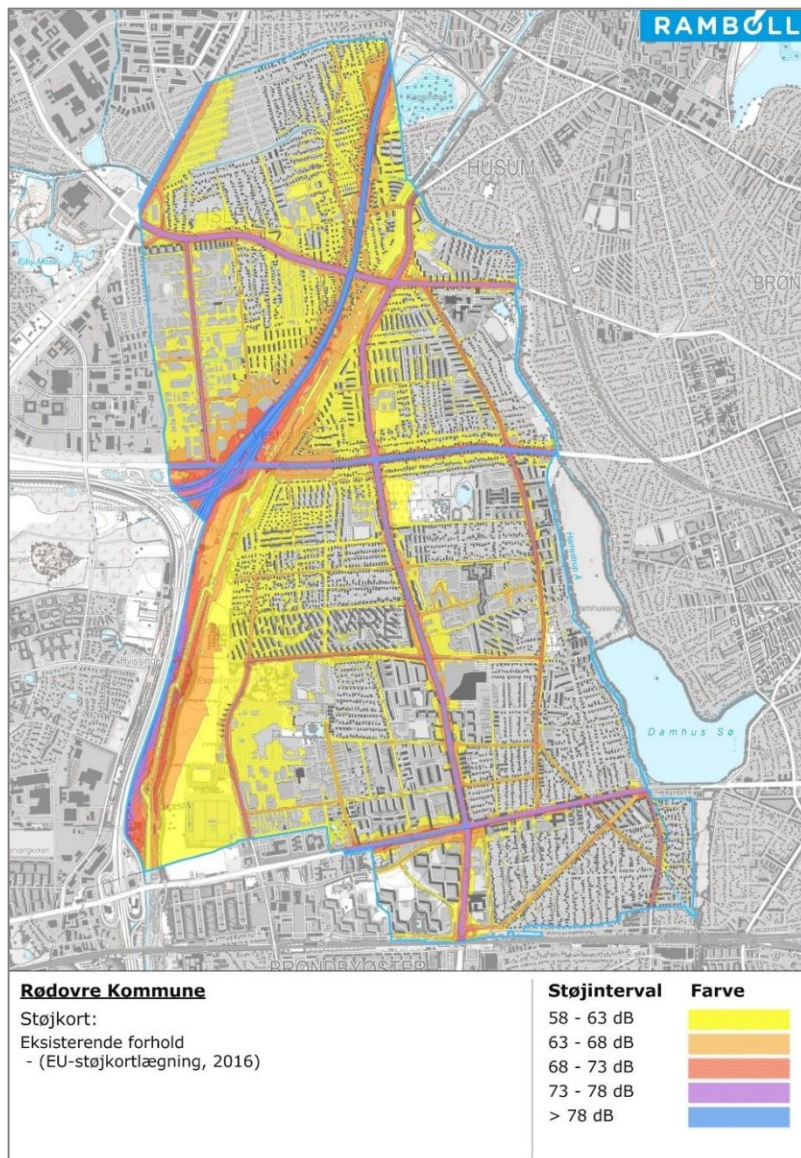 RAMBOLL
HUSUM
Damhus Sø
BRØNDBYØSTER
Rødovre Kommune
Støjkort:
Eksisterende forhold
- (EU-støjkortlægning, 2016)
Støjinterval Farve
58 - 63 dB
63 - 68 dB
68 - 73 dB
73 - 78 dB
> 78 dB